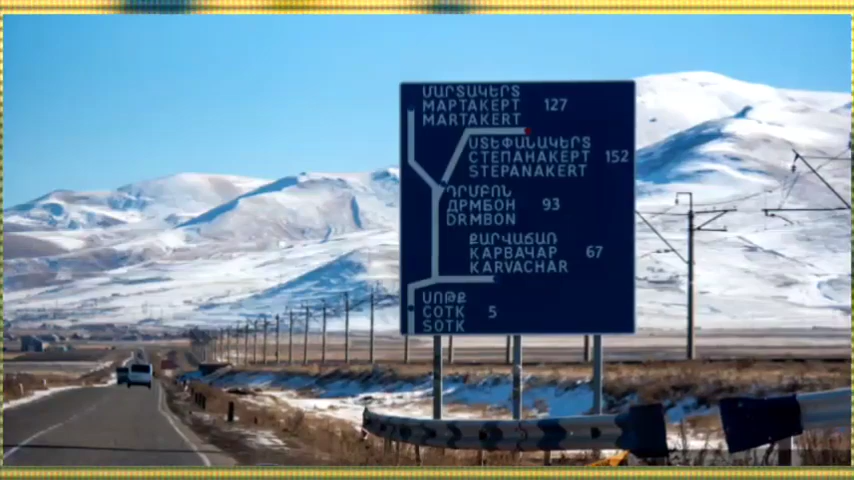 ՄԱՐՏԱԿԵՐՏ
МАРТАКЕРТ 127
MARTAKERT
ՍՏԵՓԱՆԱԿԵՐՏ
СТЕПАНАКЕРТ 152
STEPANAKERT
ԴՐՄԲՈՆ
ДРМБОН 93
DRMBON
ՔԱՐՎԱՃԱՌ
КАРВАЧАР 67
KARVACHAR
ՍՈԹՔ
СОТК 5
SOTK